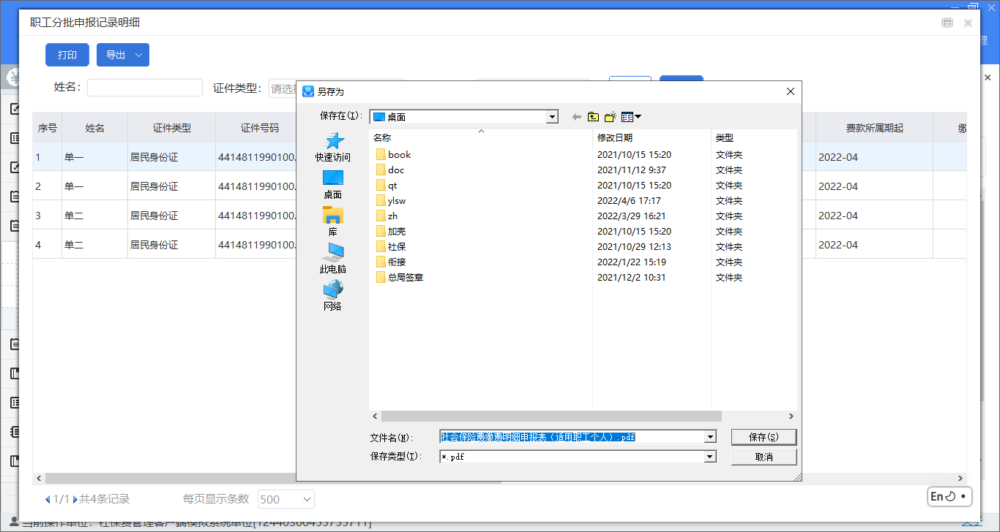 职工分批申报记录明细
打印 导出
姓名： 证件类型： 请选
序号 姓名 证件类型 证件号码 费款所属期起 缴
1 单一 居民身份证 4414811990100. 2022-04
2 单一 居民身份证 4414811990100. 2022-04
3 单二 居民身份证 4414811990100. 2022-04
4 单二 居民身份证 4414811990100. 2022-04
另存为
保存在(I)： 桌面
快速访问
桌面
库
此电脑
网络
名称 修改日期 类型
book 2021/10/15 15:20 文件夹
doc 2021/11/12 9:37 文件夹
qt 2021/10/15 15:20 文件夹
ylsw 2022/4/6 17:17 文件夹
zh 2022/3/29 16:21 文件夹
加壳 2021/10/15 15:20 文件夹
社保 2021/10/29 12:13 文件夹
衔接 2022/1/22 15:19 文件夹
总局签章 2021/12/2 10:31 文件夹
文件名(N)： 社会保险费缴费明细申报表（适用职工个人）.pdf 保存(S)
保存类型(T)： *.pdf 取消
1/1 共4条记录 每页显示条数 500
En
当前操作单位：社保费管理客户端模拟系统单位